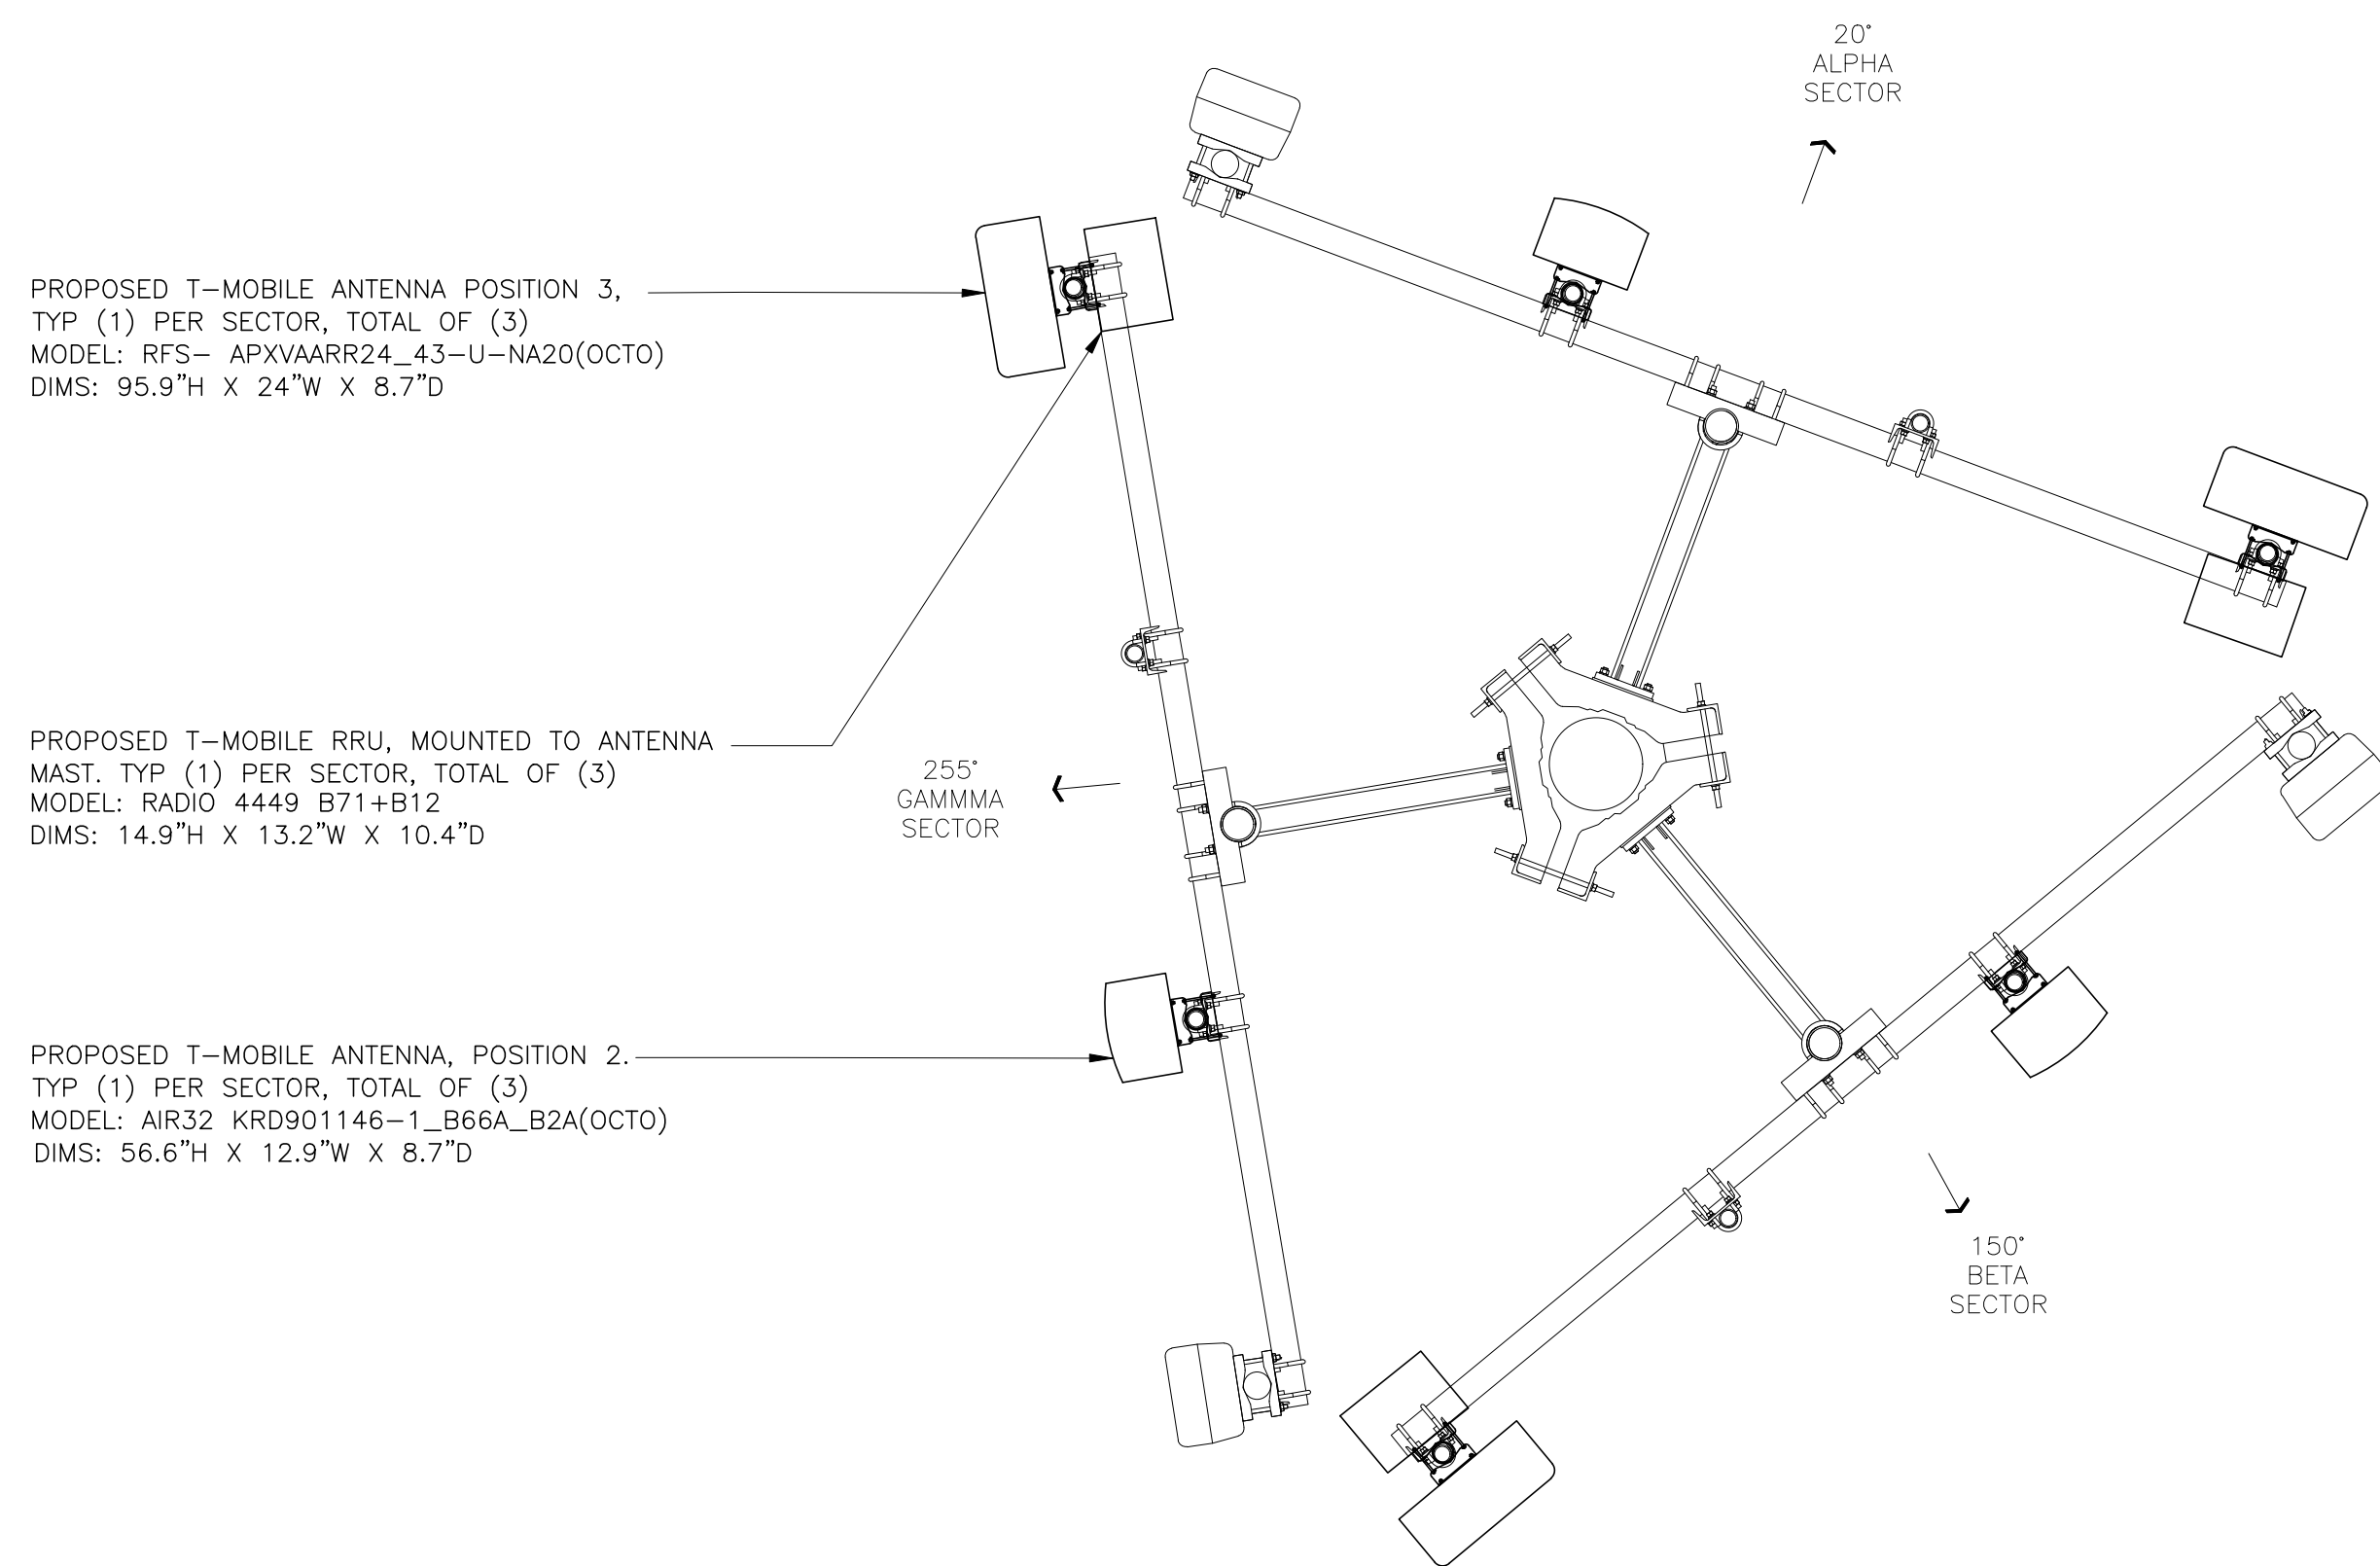 20°
ALPHA
SECTOR
PROPOSED T-MOBILE ANTENNA POSITION 3,
TYP (1) PER SECTOR, TOTAL OF (3)
MODEL: RFS- APXVAARR24_43-U-NA20(OCTO)
DIMS: 95.9"H X 24"W X 8.7"D
PROPOSED T-MOBILE RRU, MOUNTED TO ANTENNA
MAST. TYP (1) PER SECTOR, TOTAL OF (3)
MODEL: RADIO 4449 B71+B12
DIMS: 14.9"H X 13.2"W X 10.4"D
255°
GAMMMA
SECTOR
PROPOSED T-MOBILE ANTENNA, POSITION 2.
TYP (1) PER SECTOR, TOTAL OF (3)
MODEL: AIR32 KRD901146-1_B66A_B2A(OCTO)
DIMS: 56.6"H X 12.9"W X 8.7"D
150°
BETA
SECTOR